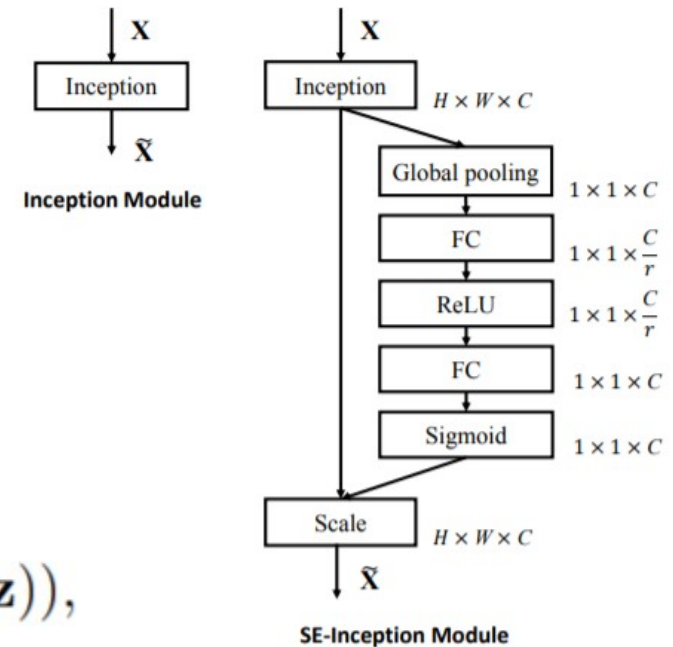 X
Inception
X̃
Inception Module
X
Inception
H × W × C
Global pooling
1 × 1 × C
FC
1 × 1 × C/r
ReLU
1 × 1 × C/r
FC
1 × 1 × C
Sigmoid
1 × 1 × C
Scale
H × W × C
X̃
SE-Inception Module
z)),